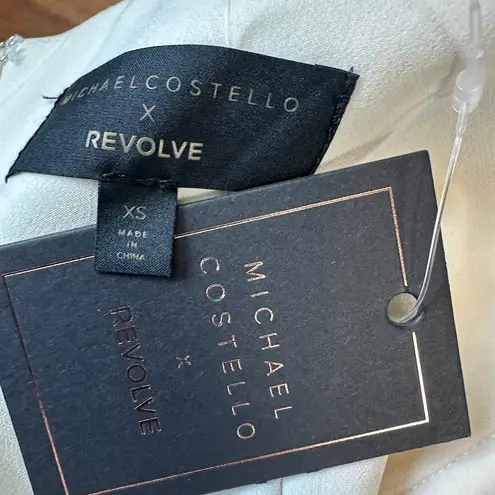 MICHAELCOSTELLO
X
REVOLVE
XS
MADE
IN
CHINA
MICHAEL
COSTELLO
x
REVOLVE